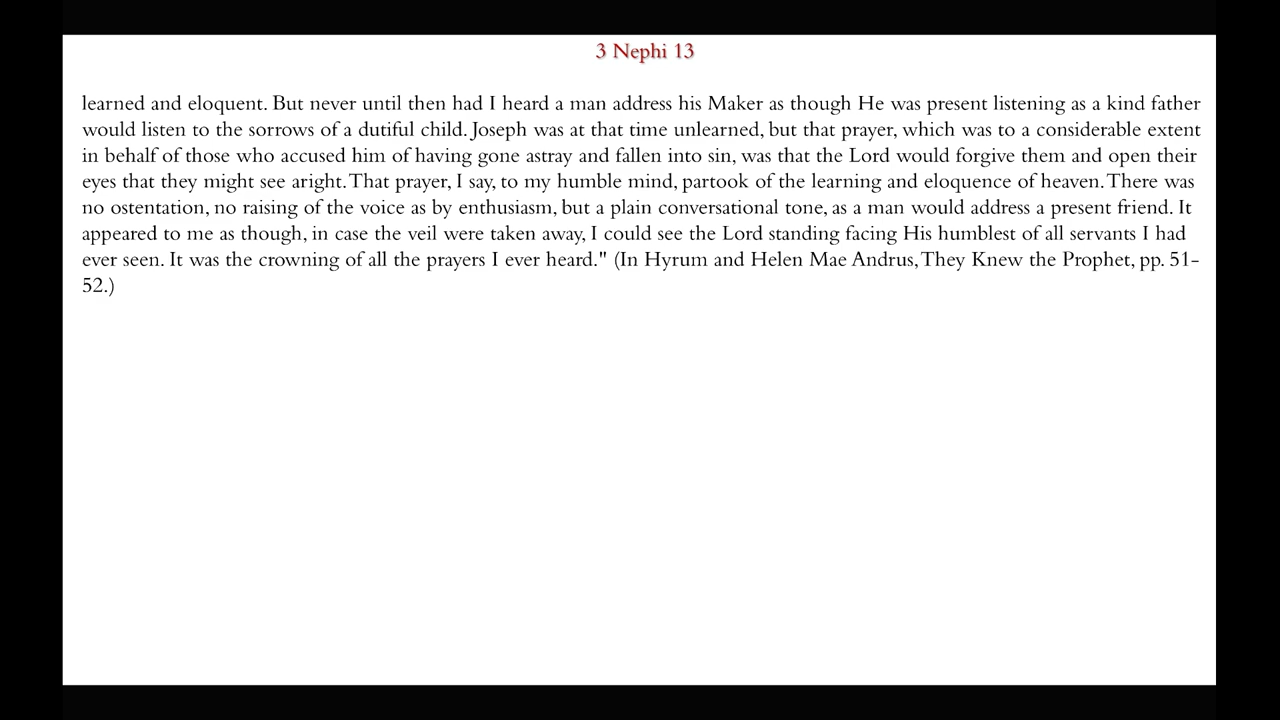 3 Nephi 13
learned and eloquent. But never until then had I heard a man address his Maker as though He was present listening as a kind father
would listen to the sorrows of a dutiful child. Joseph was at that time unlearned, but that prayer, which was to a considerable extent
in behalf of those who accused him of having gone astray and fallen into sin, was that the Lord would forgive them and open their
eyes that they might see aright. That prayer, I say, to my humble mind, partook of the learning and eloquence of heaven. There was
no ostentation, no raising of the voice as by enthusiasm, but a plain conversational tone, as a man would address a present friend. It
appeared to me as though, in case the veil were taken away, I could see the Lord standing facing His humblest of all servants I had
ever seen. It was the crowning of all the prayers I ever heard." (In Hyrum and Helen Mae Andrus, They Knew the Prophet, pp. 51-
52.)